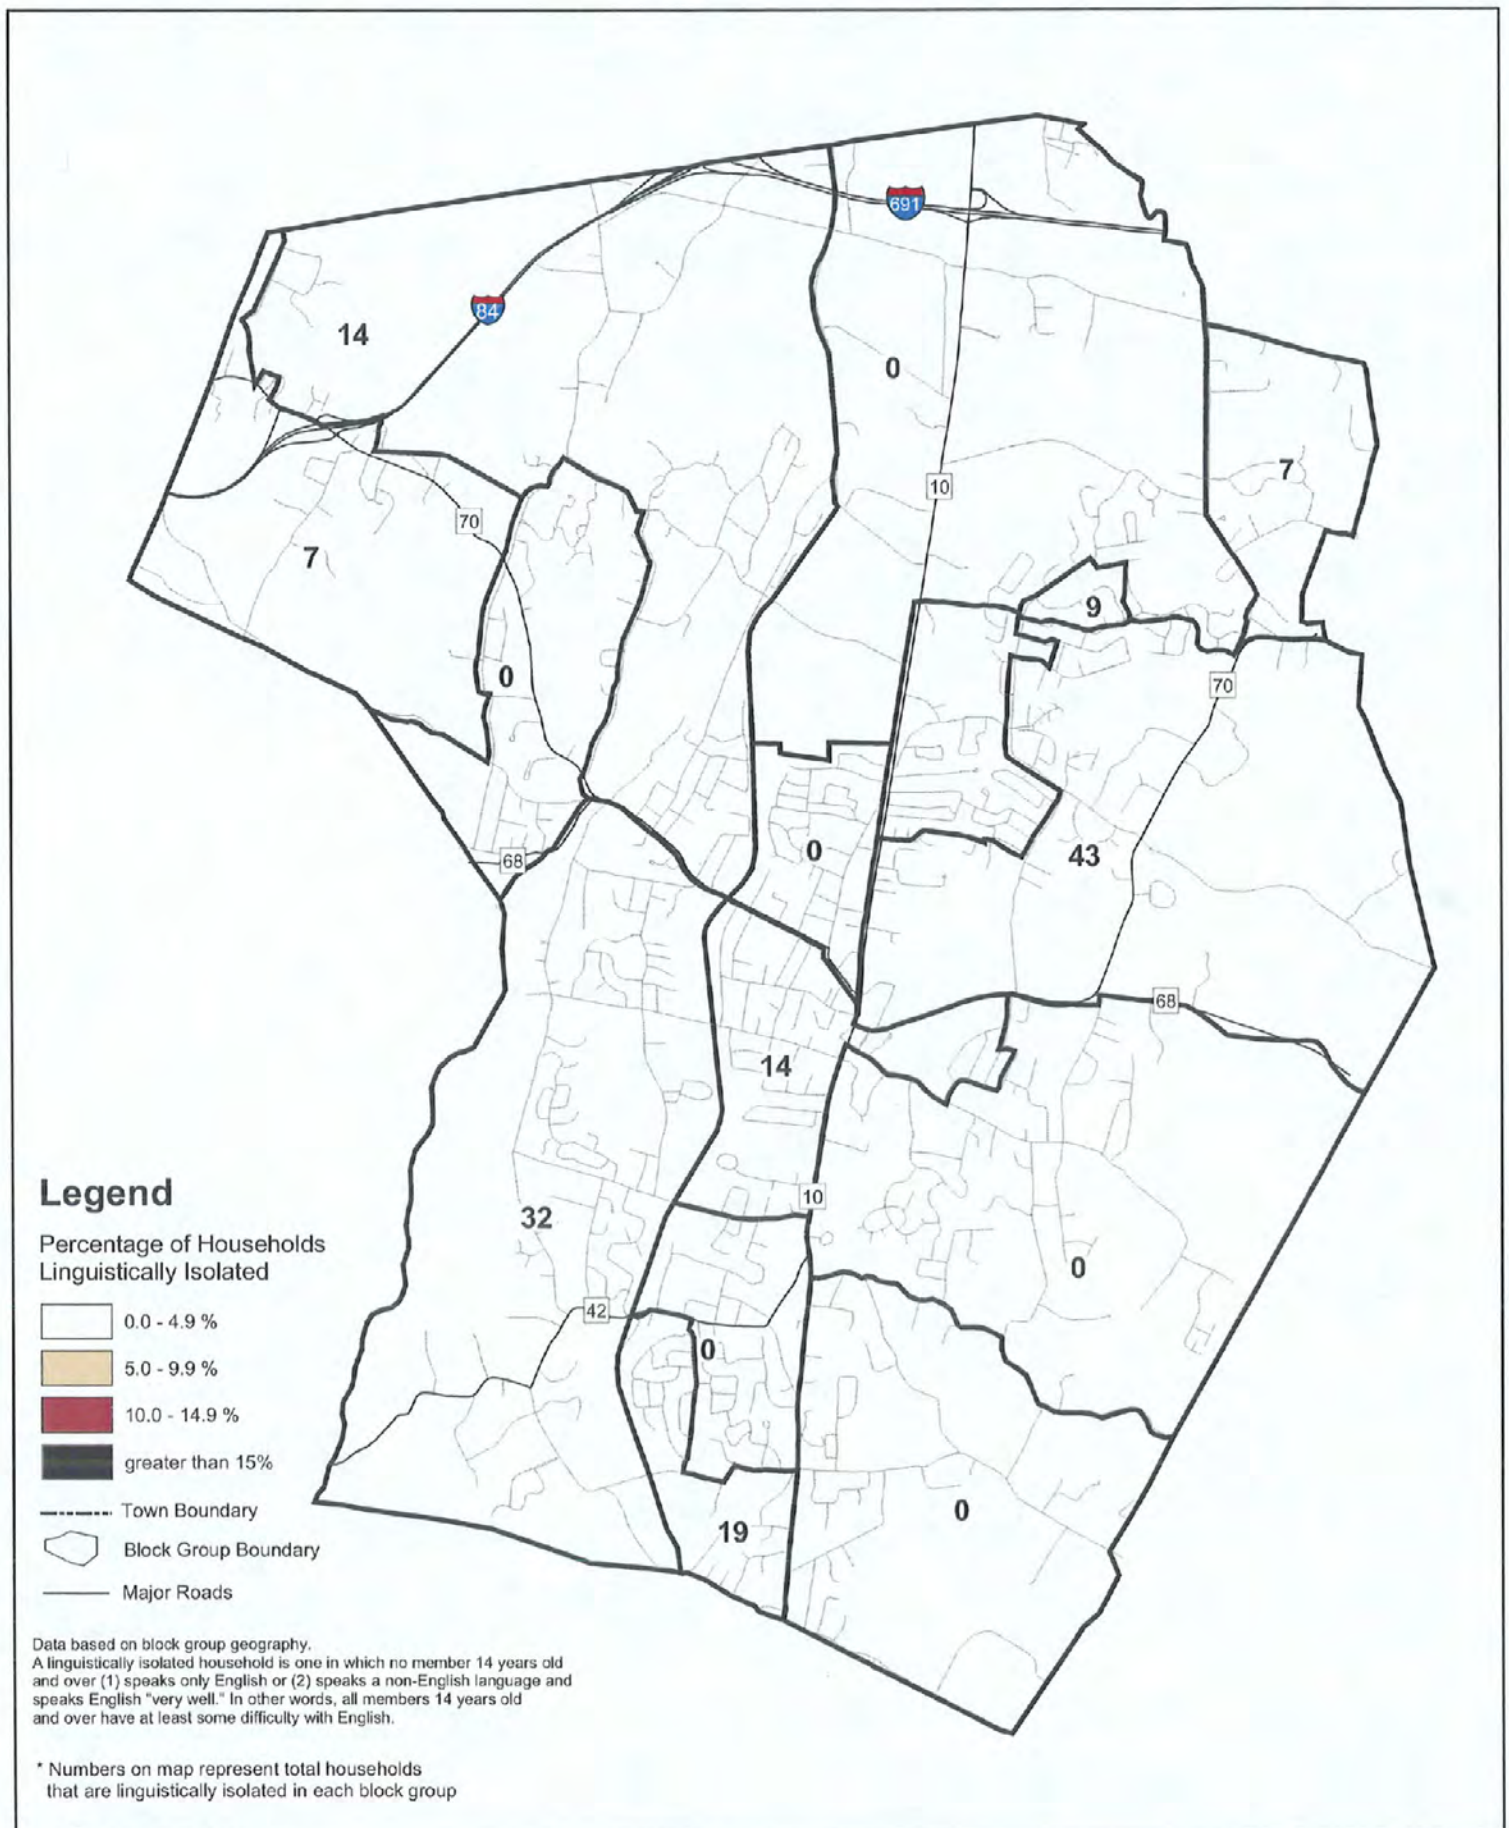 691
84
14
0
10
7
70
7
9
0
70
0
43
68
68
14
10
32
0
42
0
0
19
Legend
Percentage of Households
Linguistically Isolated
0.0 - 4.9 %
5.0 - 9.9 %
10.0 - 14.9 %
greater than 15%
Town Boundary
Block Group Boundary
Major Roads
Data based on block group geography.
A linguistically isolated household is one in which no member 14 years old
and over (1) speaks only English or (2) speaks a non-English language and
speaks English "very well." In other words, all members 14 years old
and over have at least some difficulty with English.
* Numbers on map represent total households
that are linguistically isolated in each block group